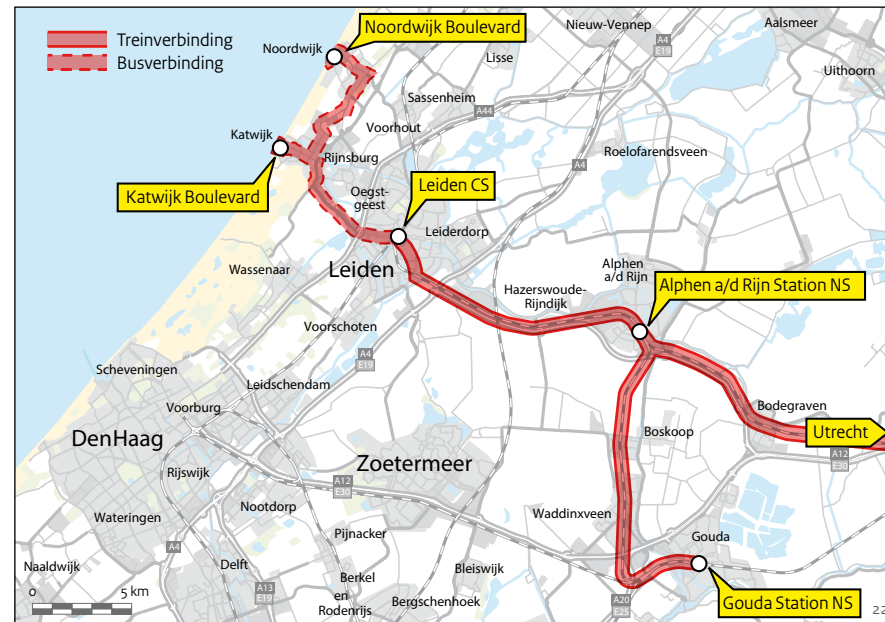 Treinverbinding
Busverbinding
Noordwijk Boulevard
Noordwijk
Nieuw-Vennep
A4
E19
Aalsmeer
Uithoorn
Lisse
Sassenheim
A44
Katwijk
Voorhout
Rijnsburg
Roelofarendsveen
A4
Katwijk Boulevard
Oegst-
geest
Leiden CS
Leiderdorp
Wassenaar
Leiden
Alphen
a/d Rijn
Hazerswoude-
Rijndijk
Alphen a/d Rijn Station NS
Voorschoten
A4
E19
Scheveningen
Leidschendam
Voorburg
Bodegraven
DenHaag
Boskoop
Utrecht
Zoetermeer
A12
E30
Rijswijk
A12
E30
Nootdorp
Waddinxveen
Wateringen
Pijnacker
Gouda
A4
Naaldwijk
Delft
Bleiswijk
Berkel
en
Rodenrijs
A13
E19
0
5 km
Bergschenhoek
A20
E25
Gouda Station NS
22